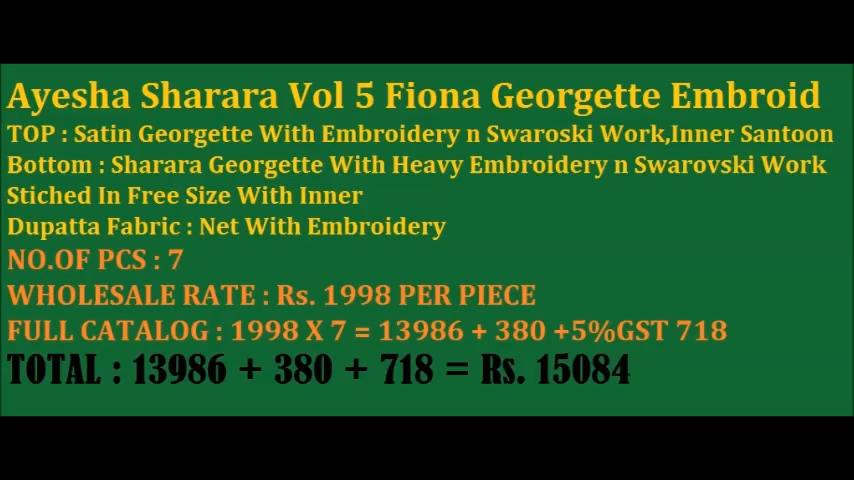 Ayesha Sharara Vol 5 Fiona Georgette Embroid
TOP : Satin Georgette With Embroidery n Swaroski Work,Inner Santoon
Bottom : Sharara Georgette With Heavy Embroidery n Swarovski Work
Stiched In Free Size With Inner
Dupatta Fabric : Net With Embroidery
NO.OF PCS : 7
WHOLESALE RATE : Rs. 1998 PER PIECE
FULL CATALOG : 1998 X 7 = 13986 + 380 +5%GST 718
TOTAL : 13986 + 380 + 718 = Rs. 15084